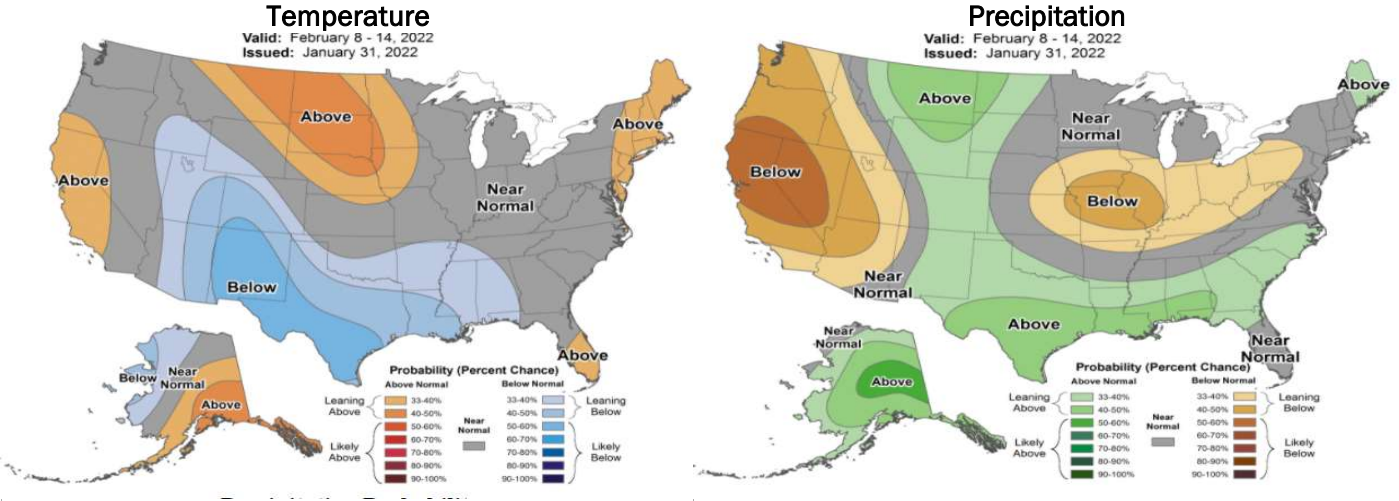 Temperature
Valid: February 8 - 14, 2022
Issued: January 31, 2022
Above
Above
Above
Near
Normal
Below
Above
Below
Near
Normal
Above
Probability (Percent Chance)
Above Normal
Below Normal
Leaning
Above
33-40%
40-50%
50-60%
60-70%
70-80%
80-90%
90-100%
Likely
Above
Near
Normal
33-40%
40-50%
50-60%
60-70%
70-80%
80-90%
90-100%
Leaning
Below
Likely
Below
Precipitation
Valid: February 8 - 14, 2022
Issued: January 31, 2022
Above
Above
Near
Normal
Below
Below
Near
Normal
Above
Near
Normal
Near
Normal
Above
Probability (Percent Chance)
Above Normal
Below Normal
Leaning
Above
33-40%
40-50%
50-60%
60-70%
70-80%
80-90%
90-100%
Likely
Above
Near
Normal
33-40%
40-50%
50-60%
60-70%
70-80%
80-90%
90-100%
Leaning
Below
Likely
Below